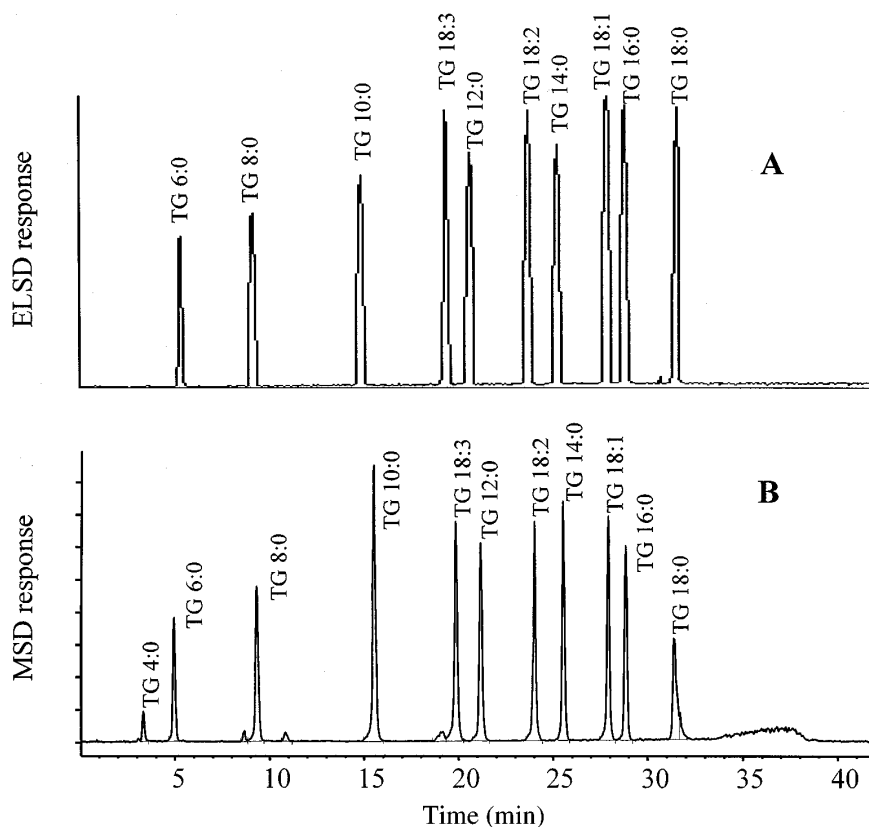 TG 6:0
TG 8:0
TG 10:0
TG 18:3
TG 12:0
TG 18:2
TG 14:0
TG 18:1
TG 16:0
TG 18:0
A
ELSD response
TG 4:0
TG 6:0
TG 8:0
TG 10:0
TG 18:3
TG 12:0
TG 18:2
TG 14:0
TG 18:1
TG 16:0
TG 18:0
B
MSD response
5 10 15 20 25 30 35 40
Time (min)